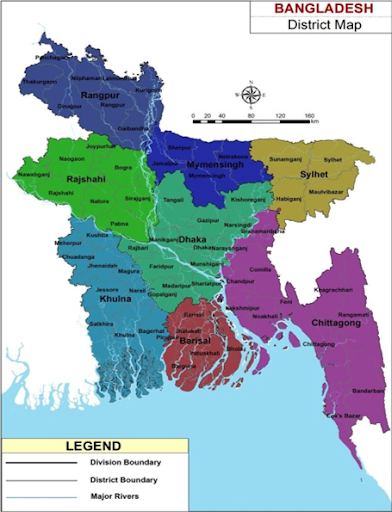 BANGLADESH
District Map
N
W E
S
0 20 40 80 120 160
km
Panchagarh
Thakurgaon
Nilphamari
Lalmonirhat
Kurigram
Rangpur
Dinajpur
Rangpur
Gaibandha
Joypurhat
Naogaon
Bogra
Nawabganj
Rajshahi
Rajshahi
Natore
Sirajganj
Pabna
Sherpur
Jamalpur
Netrokona
Mymensingh
Mymensingh
Sunamganj
Sylhet
Sylhet
Habiganj
Maulvibazar
Tangail
Kishoreganj
Gazipur
Narsingdi
Manikganj
Dhaka
Dhaka
Narayanganj
Rajbari
Faridpur
Munshiganj
Madaripur
Shariatpur
Gopalganj
Kushtia
Meherpur
Chuadanga
Jhenaidah
Magura
Khulna
Jessore
Narail
Satkhira
Khulna
Bagerhat
Pirojpur
Barisal
Jhalokati
Barisal
Patuakhali
Bhola
Barguna
Brahamanbaria
Comilla
Chandpur
Lakshmipur
Noakhali
Feni
Khagrachhari
Rangamati
Chittagong
Chittagong
Bandarban
Cox's Bazar
LEGEND
Division Boundary
District Boundary
Major Rivers